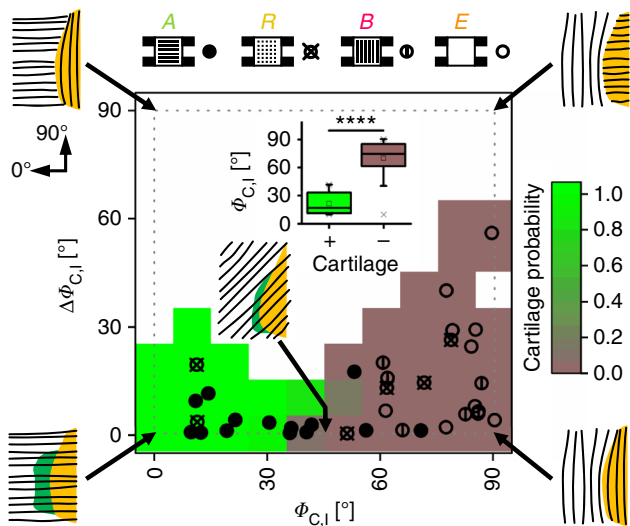 A R B E
90°
0°
90
60
30
0
ΔΦC,I [°]
****
90
60
30
0
ΦC,I [°]
+ −
Cartilage
1.0
0.8
0.6
0.4
0.2
0.0
Cartilage probability
0 30 60 90
ΦC,I [°]